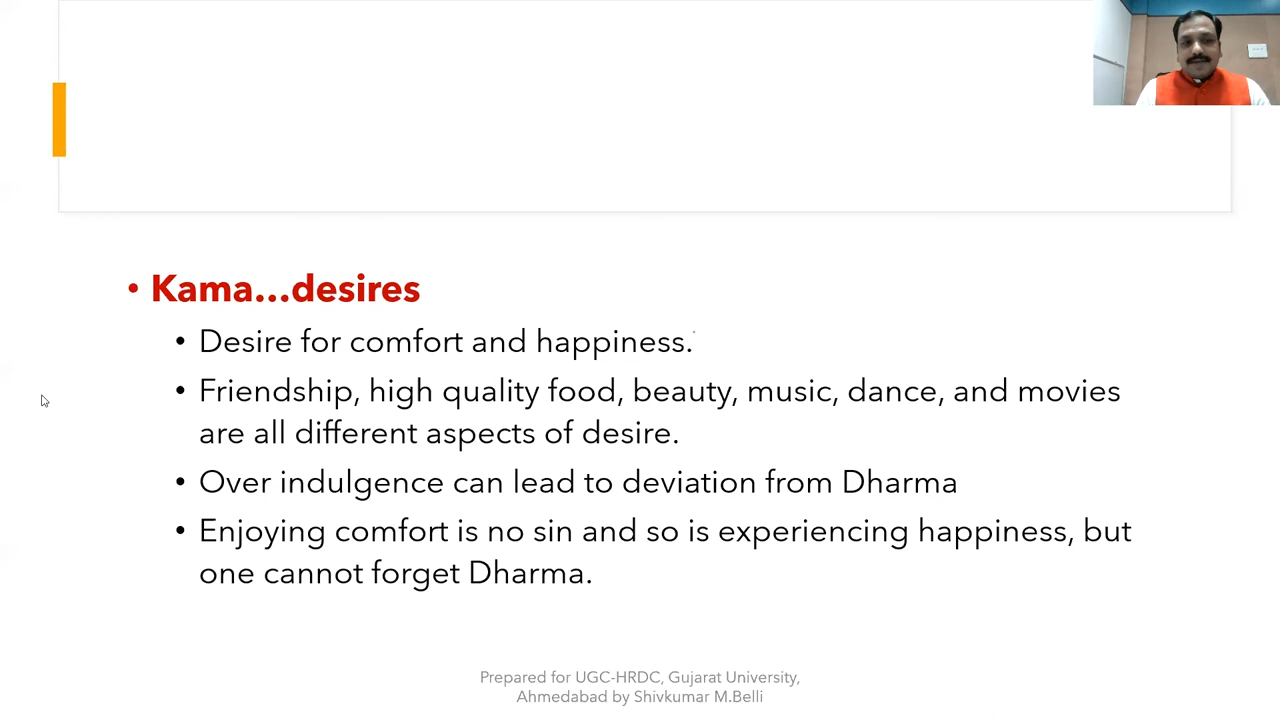 • Kama...desires
• Desire for comfort and happiness.
• Friendship, high quality food, beauty, music, dance, and movies
are all different aspects of desire.
• Over indulgence can lead to deviation from Dharma
• Enjoying comfort is no sin and so is experiencing happiness, but
one cannot forget Dharma.
Prepared for UGC-HRDC, Gujarat University,
Ahmedabad by Shivkumar M.Belli